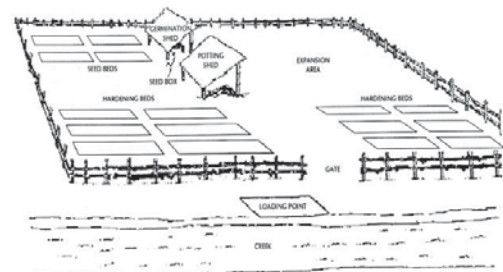 GERMINATION
SHED
SEED BEDS
SEED BOX
POTTING
SHED
EXPANSION
AREA
HARDENING BEDS
HARDENING BEDS
GATE
LOADING POINT
CREEK